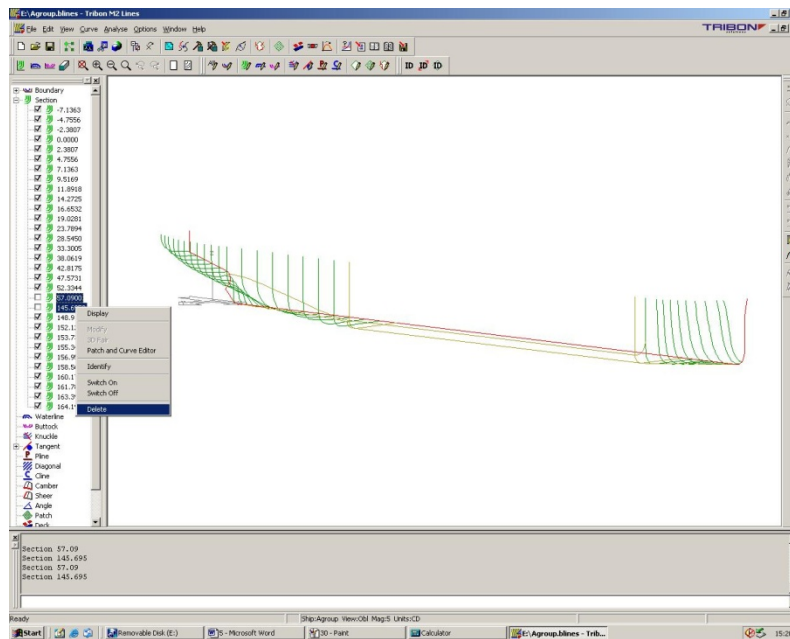 E:\Agroup.blines - Tribon M2 Lines
File Edit View Curve Analyse Options Window Help
TRIBON
Boundary
Section
-7.1363
-4.7556
-2.3807
0.0000
2.3807
4.7556
7.1363
9.5169
11.8918
14.2725
16.6532
19.0281
23.7894
28.5450
33.3005
38.0619
42.8175
47.5731
52.3344
57.0900
145.69
148.9
152.1
153.7
155.3
156.9
158.5
160.1
161.7
163.3
164.1
Display
Modify
3D Pair
Patch and Curve Editor
Identify
Switch On
Switch Off
Delete
Waterline
Buttock
Knuckle
Tangent
Pline
Diagonal
Cline
Camber
Sheer
Angle
Patch
Deck
Section 57.09
Section 145.695
Section 57.09
Section 145.695
Ready
Ship:Agroup View:Obl Mag:5 Units:CD
Start
Removable Disk (E:)
5 - Microsoft Word
30 - Paint
Calculator
E:\Agroup.blines - Trib...